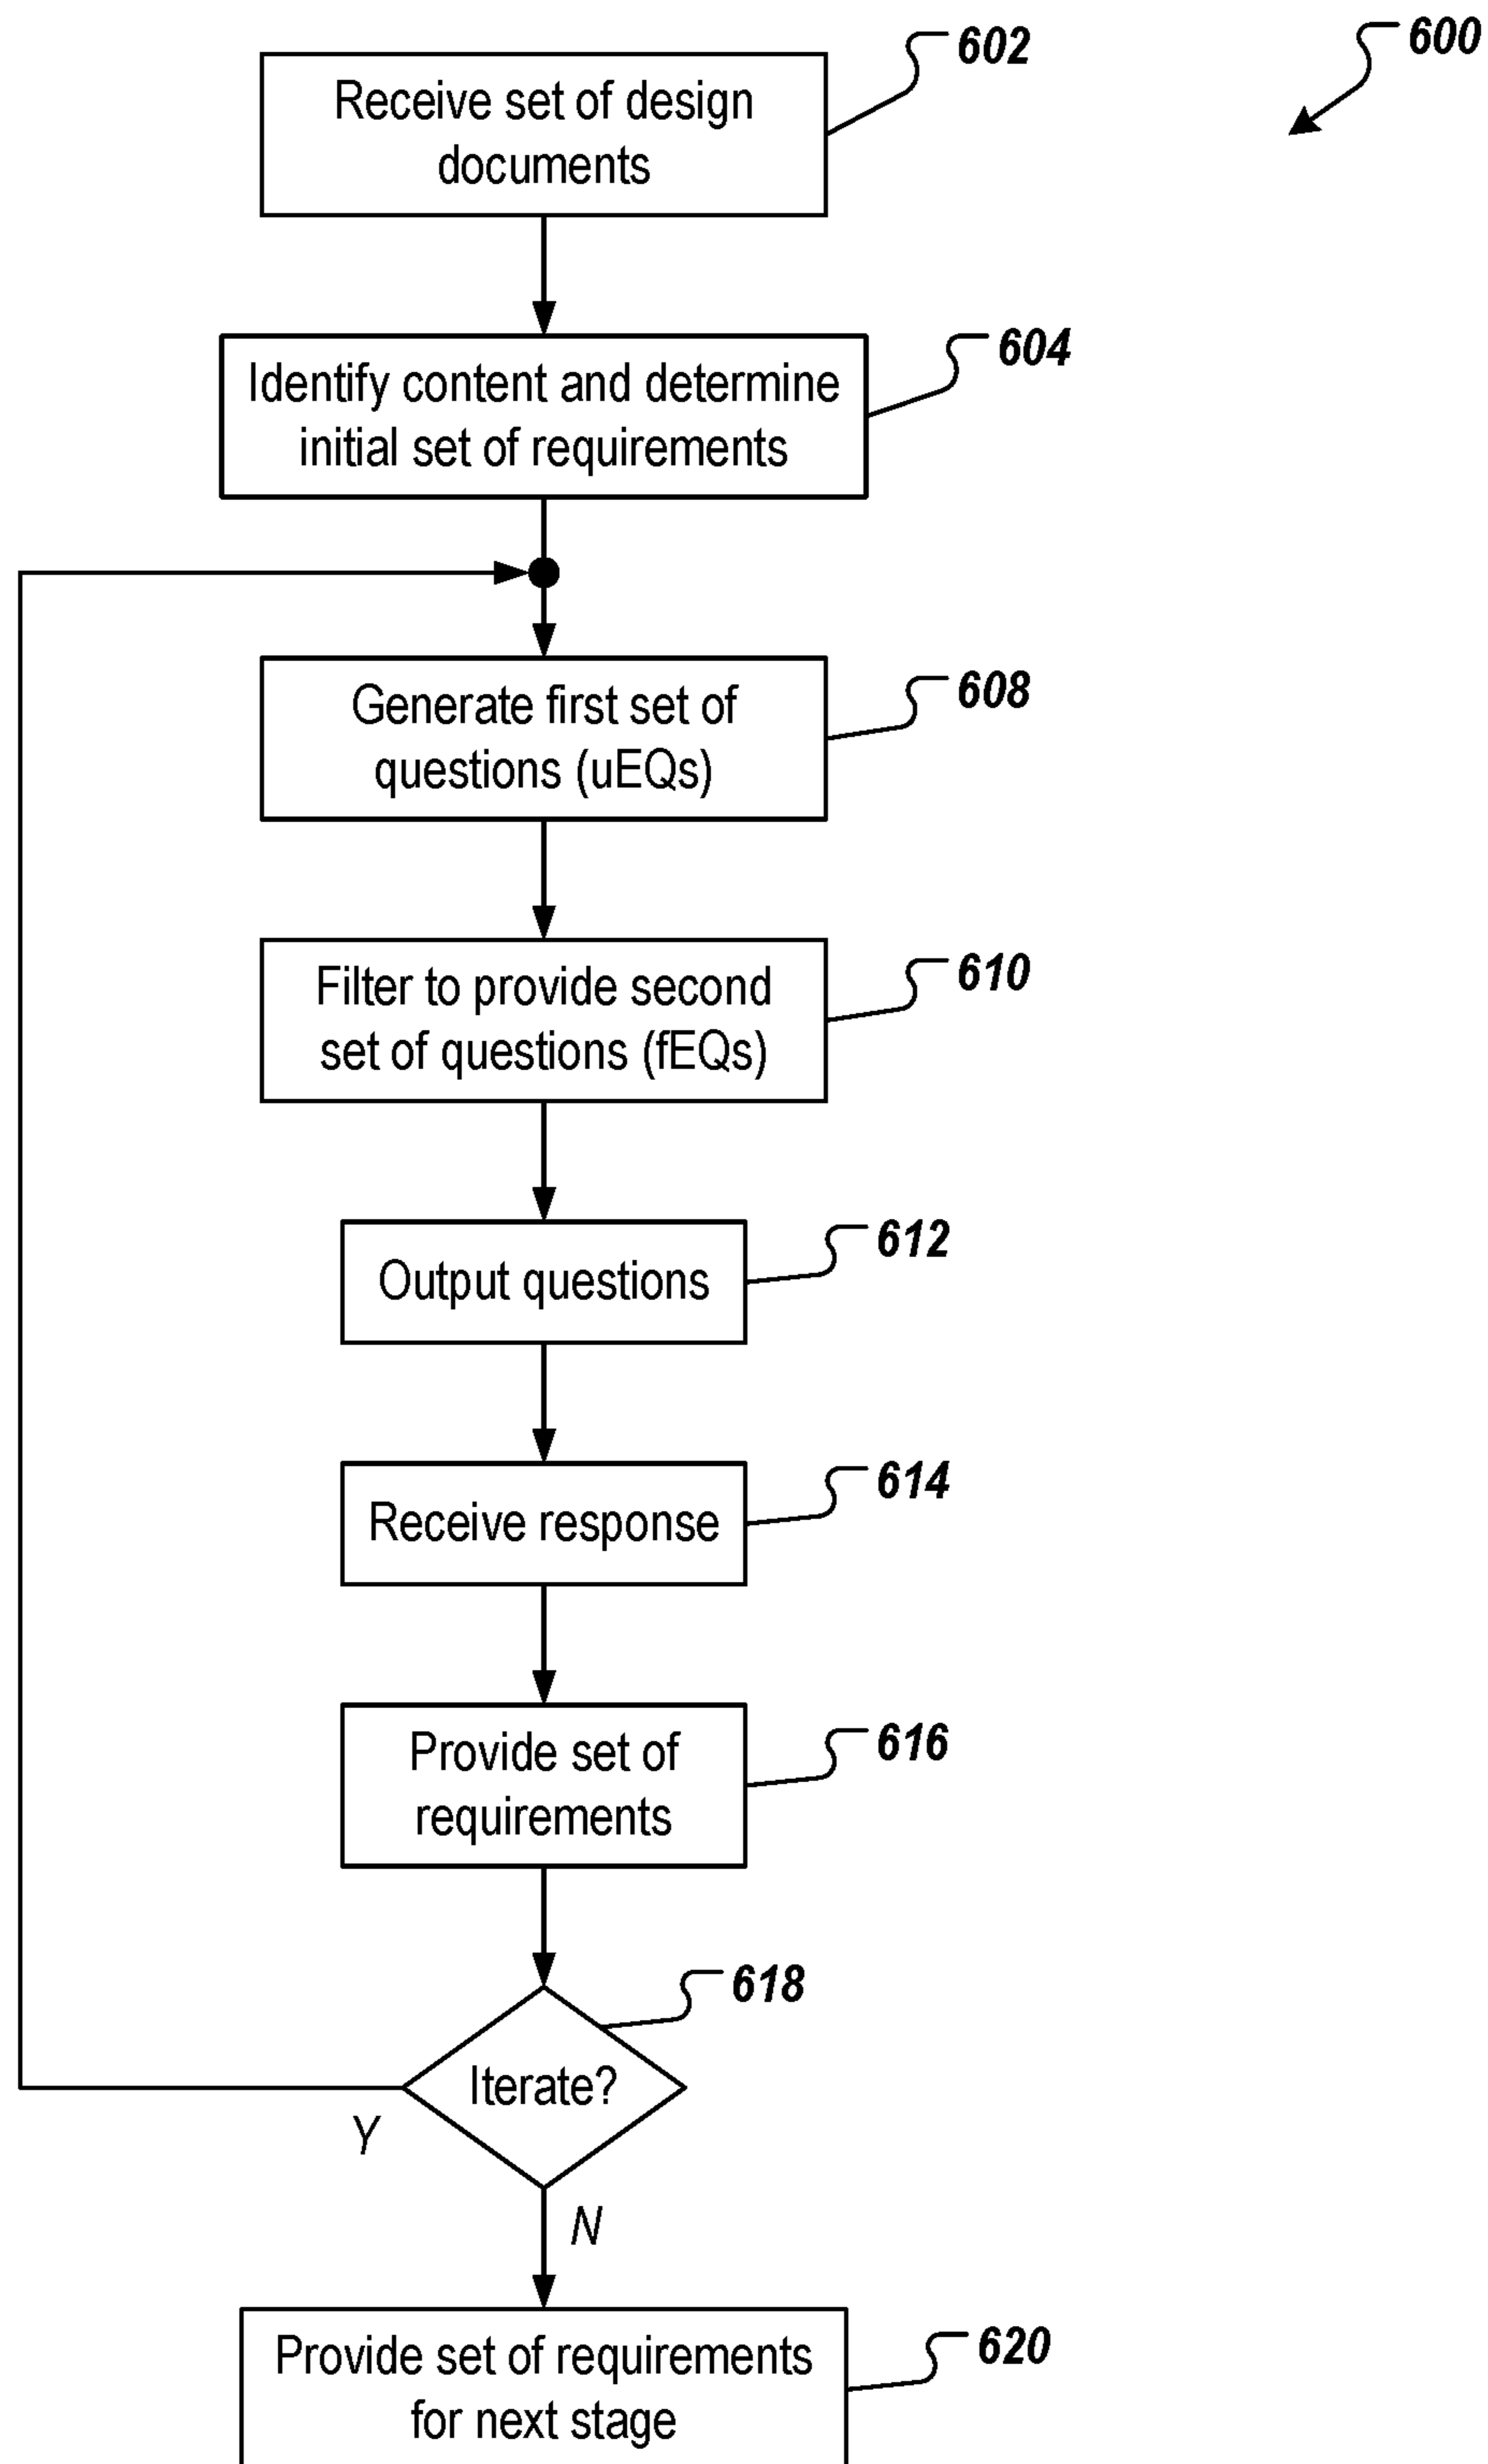 602
600
Receive set of design
documents
604
Identify content and determine
initial set of requirements
608
Generate first set of
questions (uEQs)
610
Filter to provide second
set of questions (fEQs)
612
Output questions
614
Receive response
616
Provide set of
requirements
618
Iterate?
Y
N
620
Provide set of requirements
for next stage